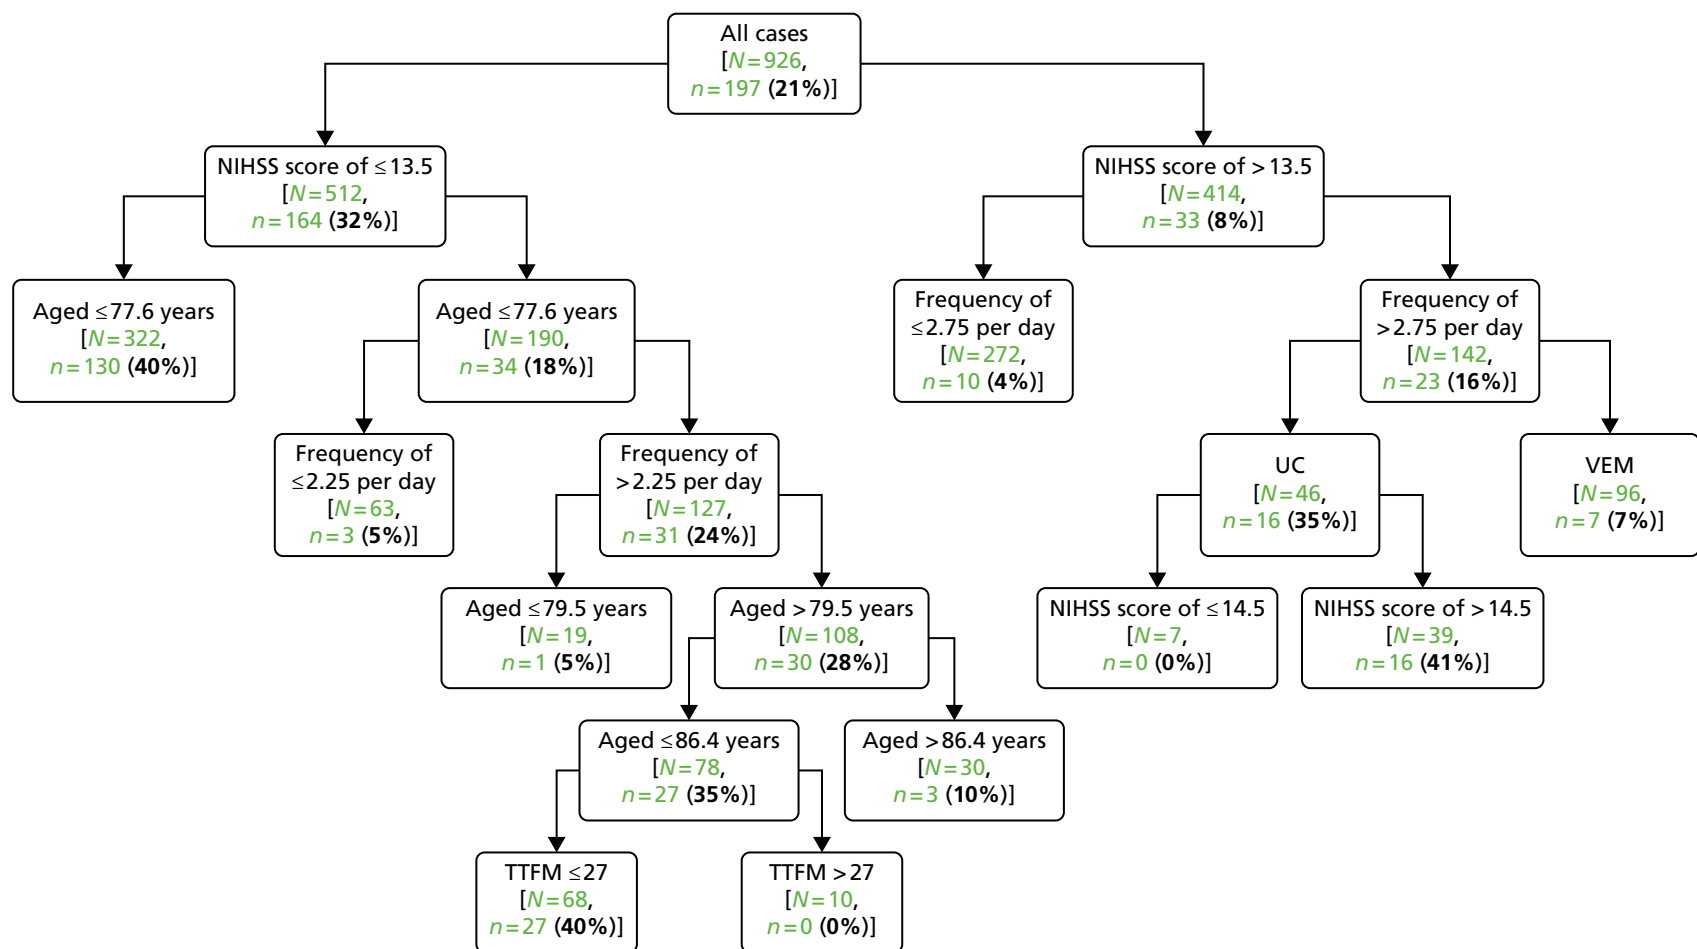 All cases
[N=926,
n=197 (21%)]
NIHSS score of ≤13.5
[N=512,
n=164 (32%)]
NIHSS score of >13.5
[N=414,
n=33 (8%)]
Aged ≤77.6 years
[N=322,
n=130 (40%)]
Aged ≤77.6 years
[N=190,
n=34 (18%)]
Frequency of
≤2.75 per day
[N=272,
n=10 (4%)]
Frequency of
>2.75 per day
[N=142,
n=23 (16%)]
Frequency of
≤2.25 per day
[N=63,
n=3 (5%)]
Frequency of
>2.25 per day
[N=127,
n=31 (24%)]
UC
[N=46,
n=16 (35%)]
VEM
[N=96,
n=7 (7%)]
Aged ≤79.5 years
[N=19,
n=1 (5%)]
Aged >79.5 years
[N=108,
n=30 (28%)]
NIHSS score of ≤14.5
[N=7,
n=0 (0%)]
NIHSS score of >14.5
[N=39,
n=16 (41%)]
Aged ≤86.4 years
[N=78,
n=27 (35%)]
Aged >86.4 years
[N=30,
n=3 (10%)]
TTFM ≤27
[N=68,
n=27 (40%)]
TTFM >27
[N=10,
n=0 (0%)]